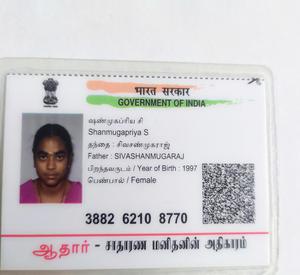 भारत सरकार
GOVERNMENT OF INDIA
ஷண்முகப்ரிய சி
Shanmugapriya S
தந்தை : சிவசண்முகராஜ்
Father : SIVASHANMUGARAJ
பிறந்தவருடம் / Year of Birth : 1997
பெண்பால் / Female
3882 6210 8770
ஆதார் - சாதாரண மனிதனின் அதிகாரம்